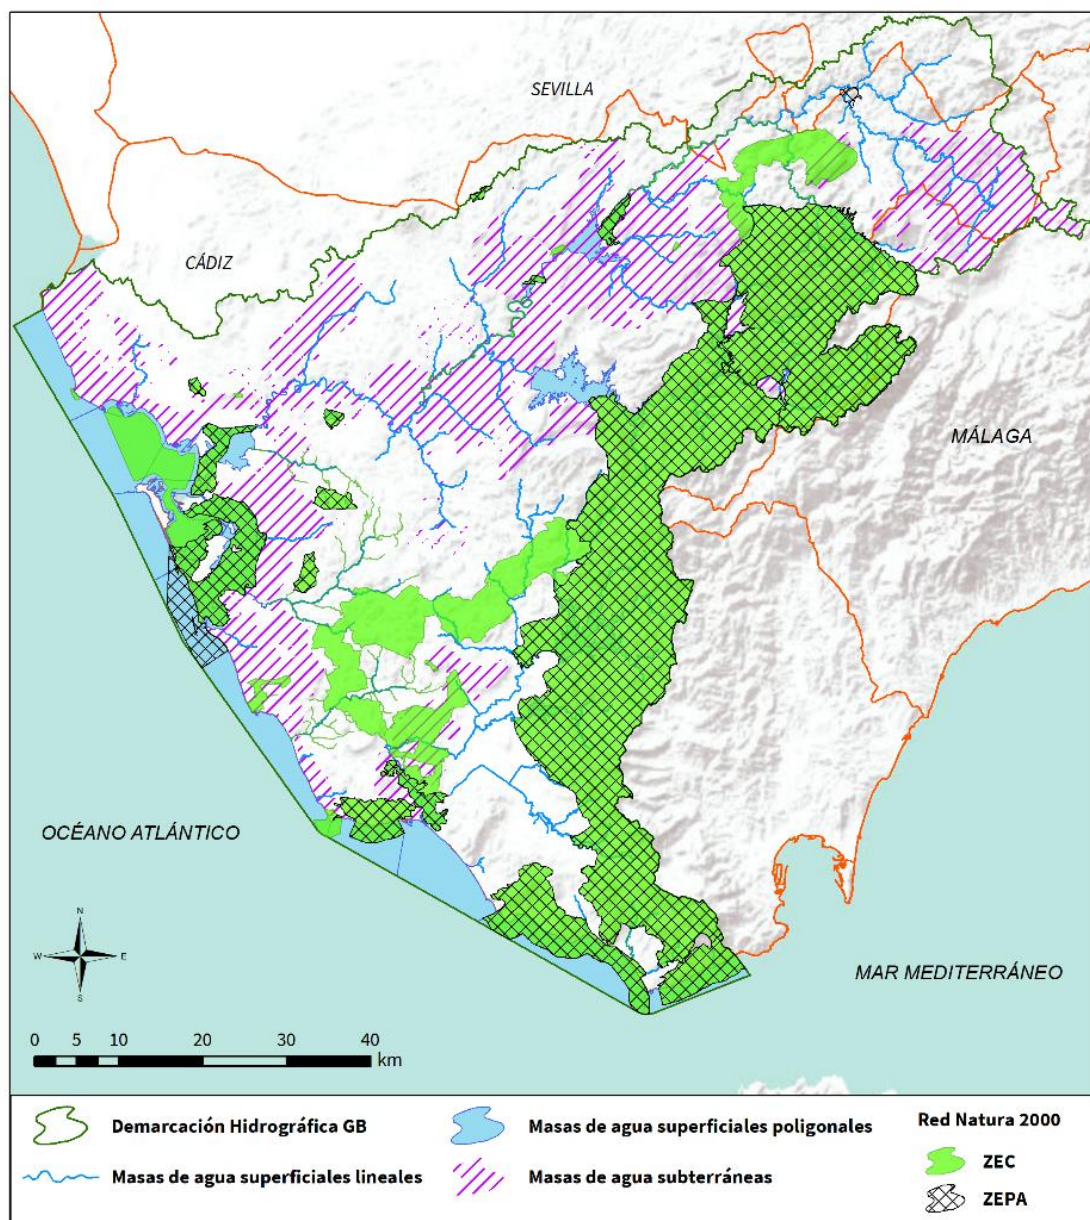 SEVILLA
CÁDIZ
MÁLAGA
OCÉANO ATLÁNTICO
MAR MEDITERRÁNEO
N
W E
S
0 5 10 20 30 40
km
Demarcación Hidrográfica GB
Masas de agua superficiales poligonales
Red Natura 2000
ZEC
Masas de agua superficiales lineales
Masas de agua subterráneas
ZEPA